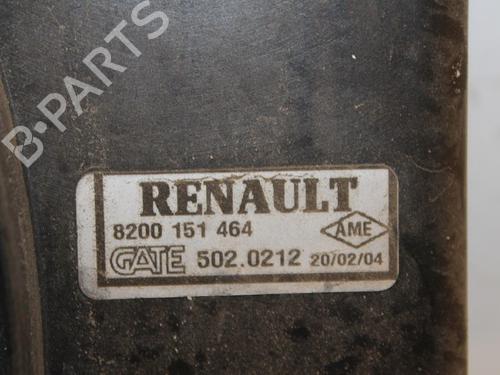 B-PARTS
RENAULT
8200 151 464
AME
GATE 502.0212 20/02/04